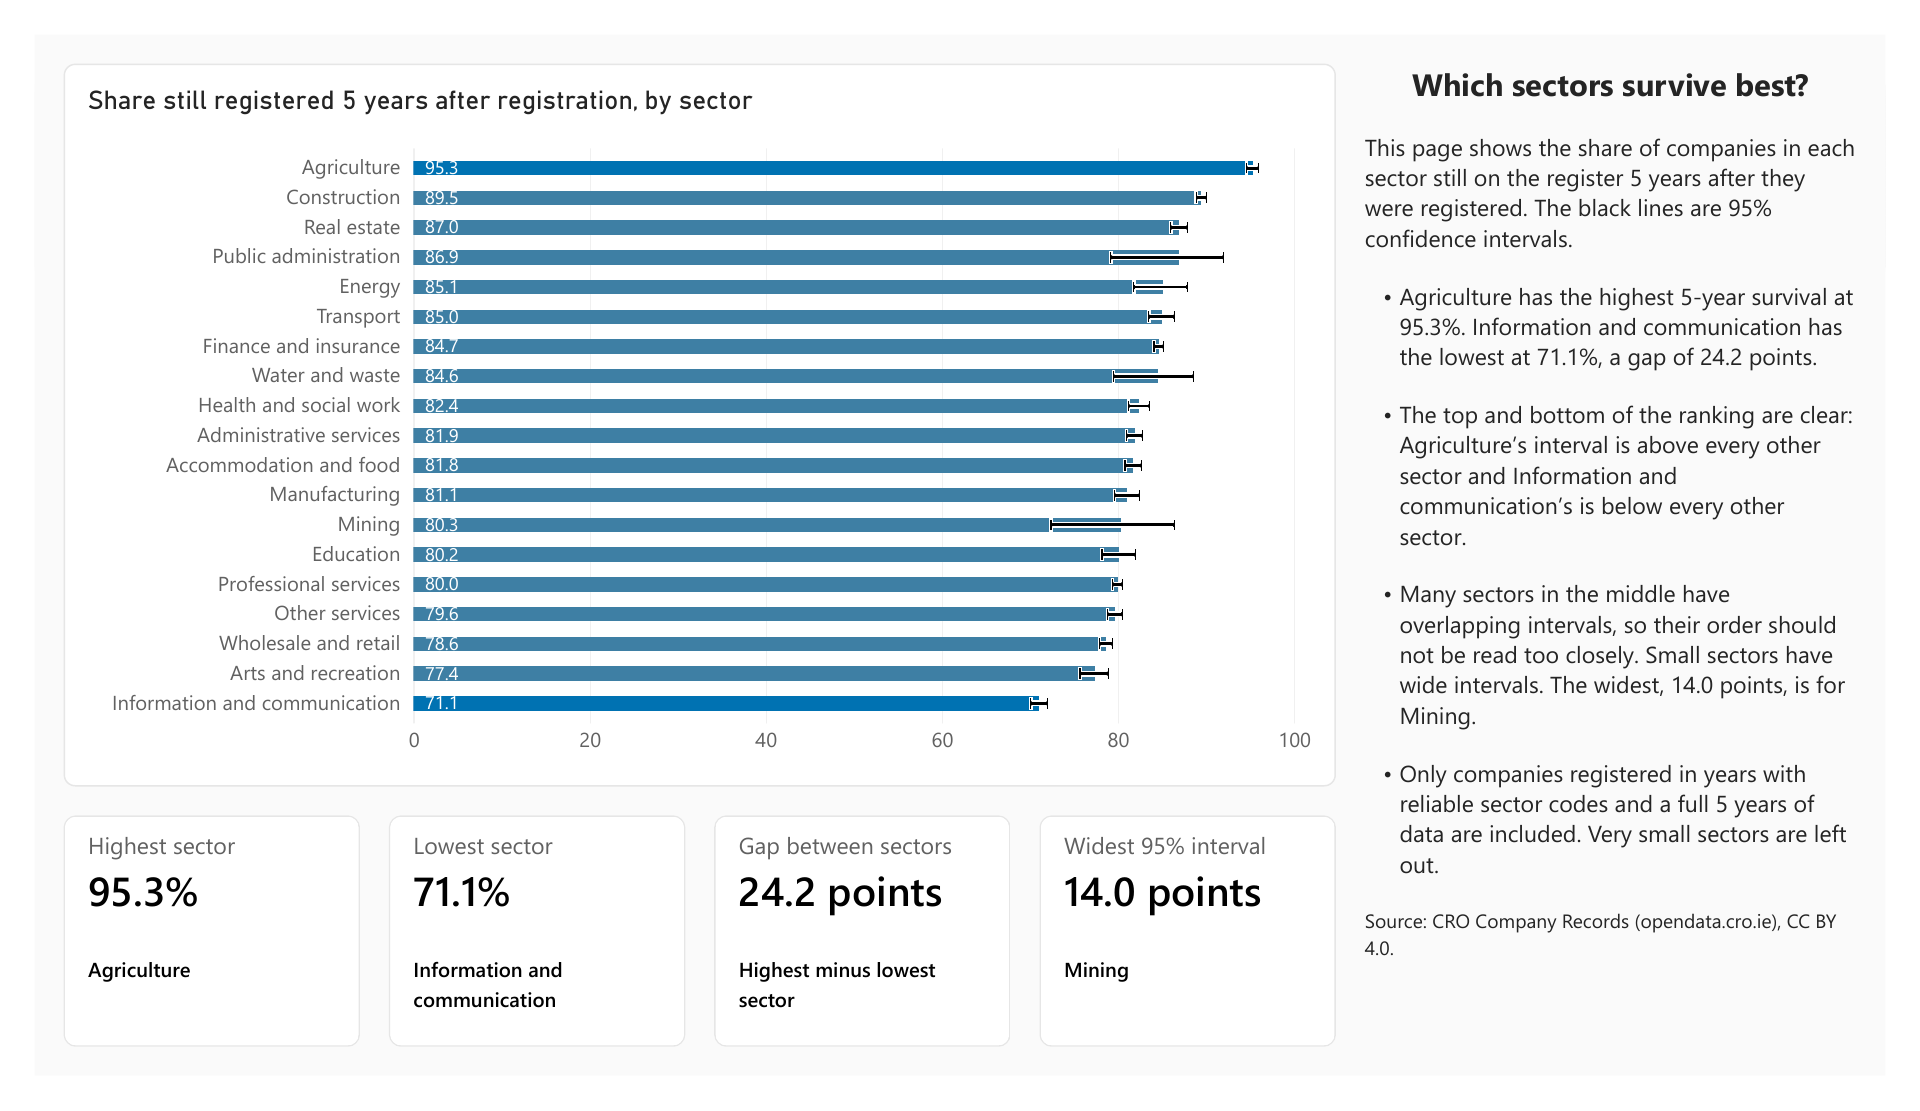 Share still registered 5 years after registration, by sector
Agriculture 95.3
Construction 89.5
Real estate 87.0
Public administration 86.9
Energy 85.1
Transport 85.0
Finance and insurance 84.7
Water and waste 84.6
Health and social work 82.4
Administrative services 81.9
Accommodation and food 81.8
Manufacturing 81.1
Mining 80.3
Education 80.2
Professional services 80.0
Other services 79.6
Wholesale and retail 78.6
Arts and recreation 77.4
Information and communication 71.1
0 20 40 60 80 100
Highest sector
95.3%
Agriculture
Lowest sector
71.1%
Information and
communication
Gap between sectors
24.2 points
Highest minus lowest
sector
Widest 95% interval
14.0 points
Mining
Which sectors survive best?
This page shows the share of companies in each
sector still on the register 5 years after they
were registered. The black lines are 95%
confidence intervals.
• Agriculture has the highest 5-year survival at
95.3%. Information and communication has
the lowest at 71.1%, a gap of 24.2 points.
• The top and bottom of the ranking are clear:
Agriculture’s interval is above every other
sector and Information and
communication’s is below every other
sector.
• Many sectors in the middle have
overlapping intervals, so their order should
not be read too closely. Small sectors have
wide intervals. The widest, 14.0 points, is for
Mining.
• Only companies registered in years with
reliable sector codes and a full 5 years of
data are included. Very small sectors are left
out.
Source: CRO Company Records (opendata.cro.ie), CC BY
4.0.